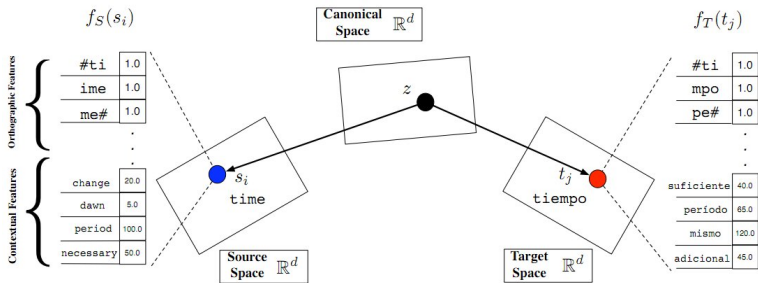 f_S(s_i)
Orthographic Features
#ti 1.0
ime 1.0
me# 1.0
Contextual Features
change 20.0
dawn 5.0
period 100.0
necessary 50.0
Canonical
Space ℝ^d
z
s_i
time
Source
Space ℝ^d
t_j
tiempo
Target
Space ℝ^d
f_T(t_j)
#ti 1.0
mpo 1.0
pe# 1.0
suficiente 40.0
período 65.0
mismo 120.0
adicional 45.0